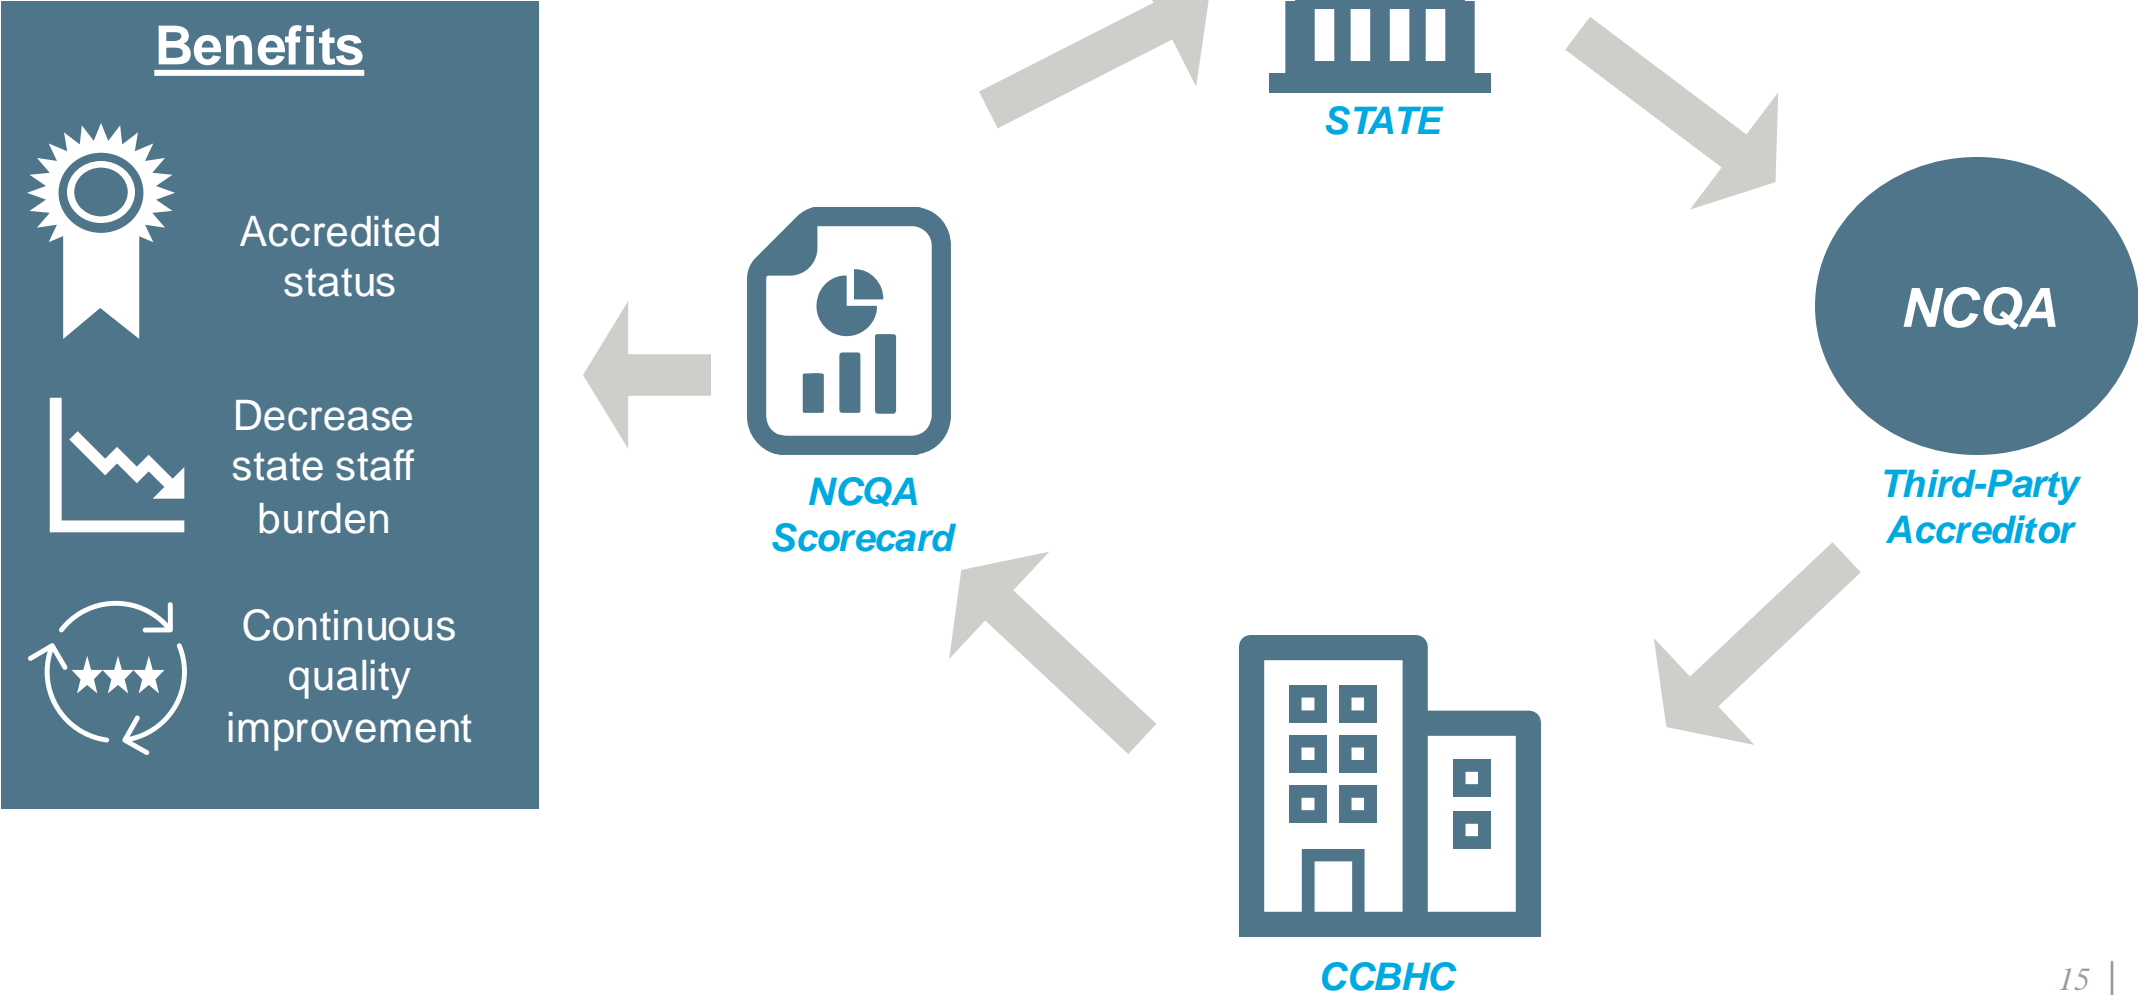 Benefits
Accredited
status
Decrease
state staff
burden
Continuous
quality
improvement
STATE
NCQA
Third-Party
Accreditor
NCQA
Scorecard
CCBHC
15 |